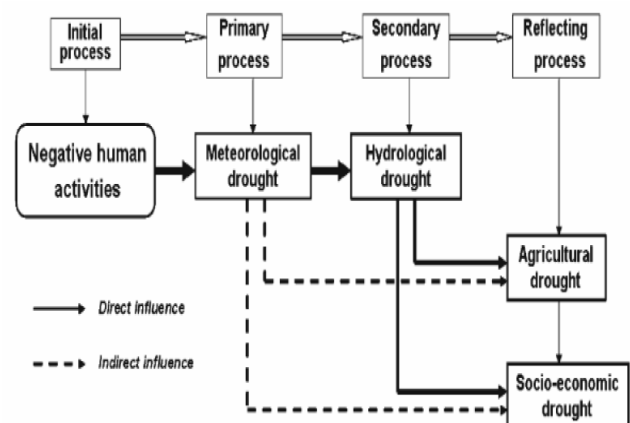 Initial
process
Primary
process
Secondary
process
Reflecting
process
Negative human
activities
Meteorological
drought
Hydrological
drought
Agricultural
drought
Direct influence
Indirect influence
Socio-economic
drought